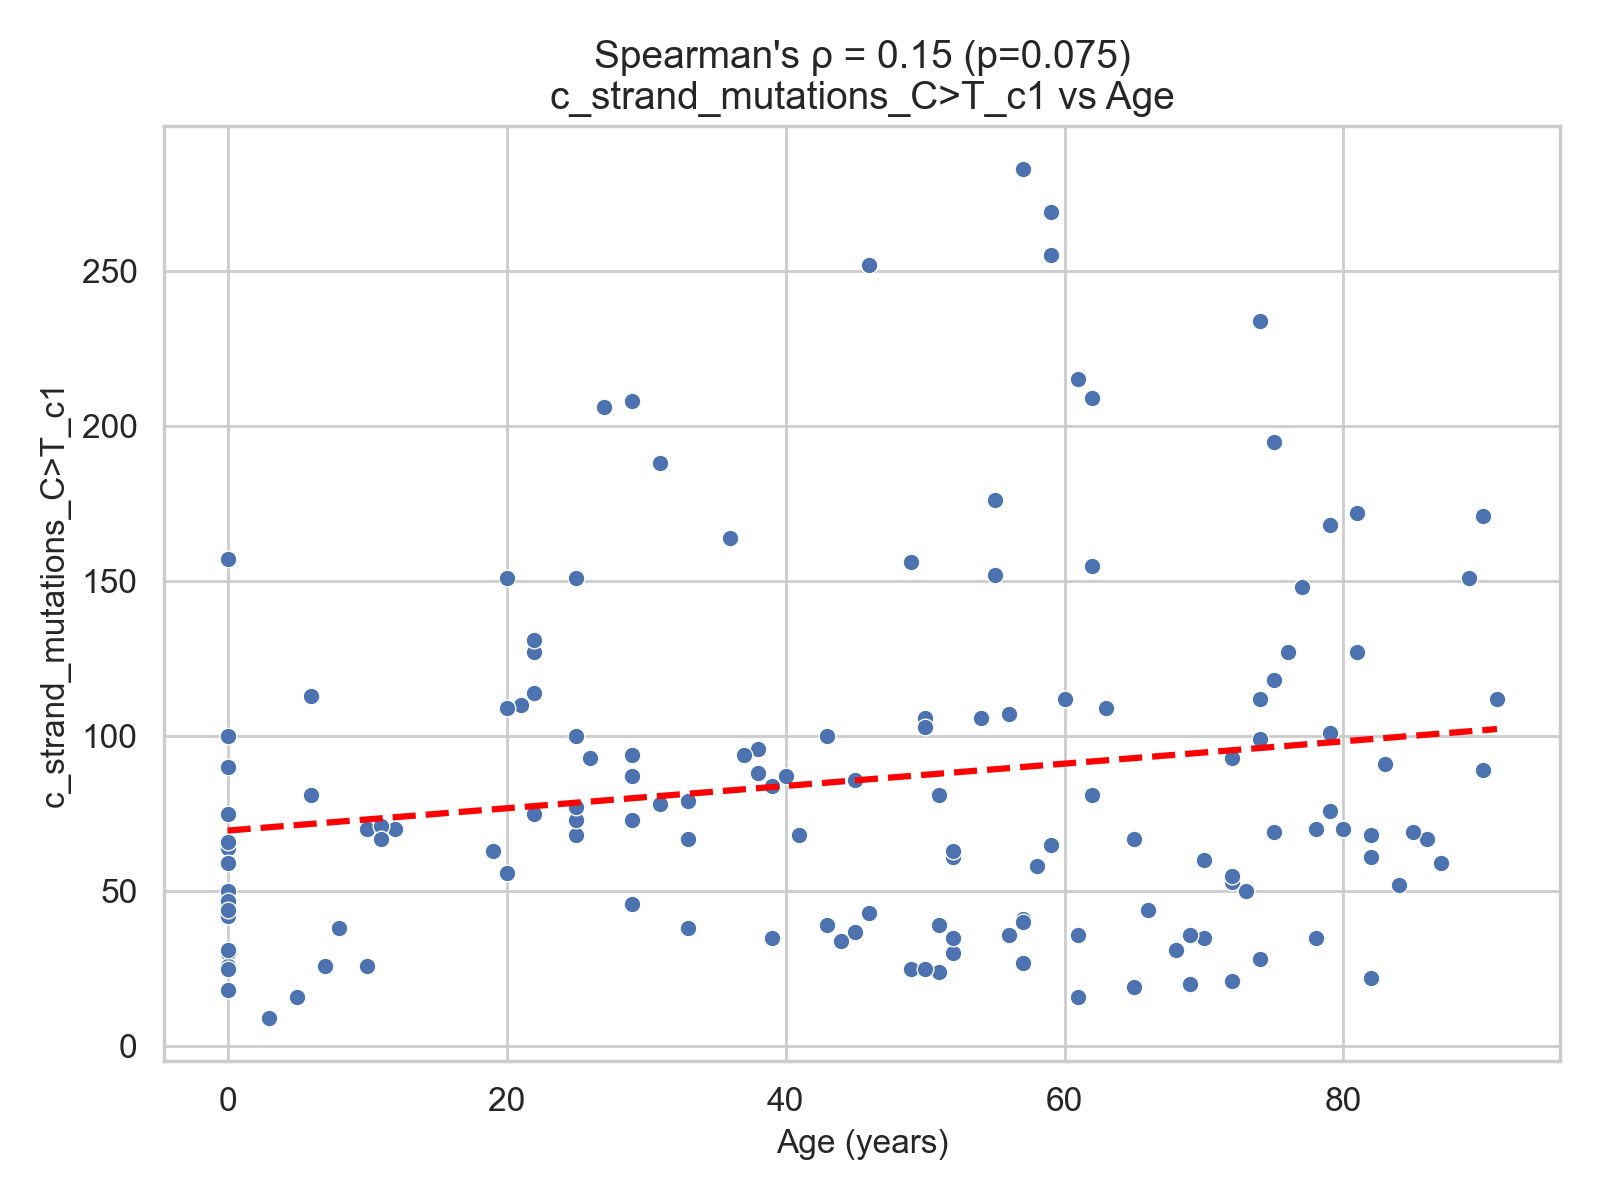 Spearman's ρ = 0.15 (p=0.075)
c_strand_mutations_C>T_c1 vs Age
c_strand_mutations_C>T_c1
250
200
150
100
50
0
0 20 40 60 80
Age (years)